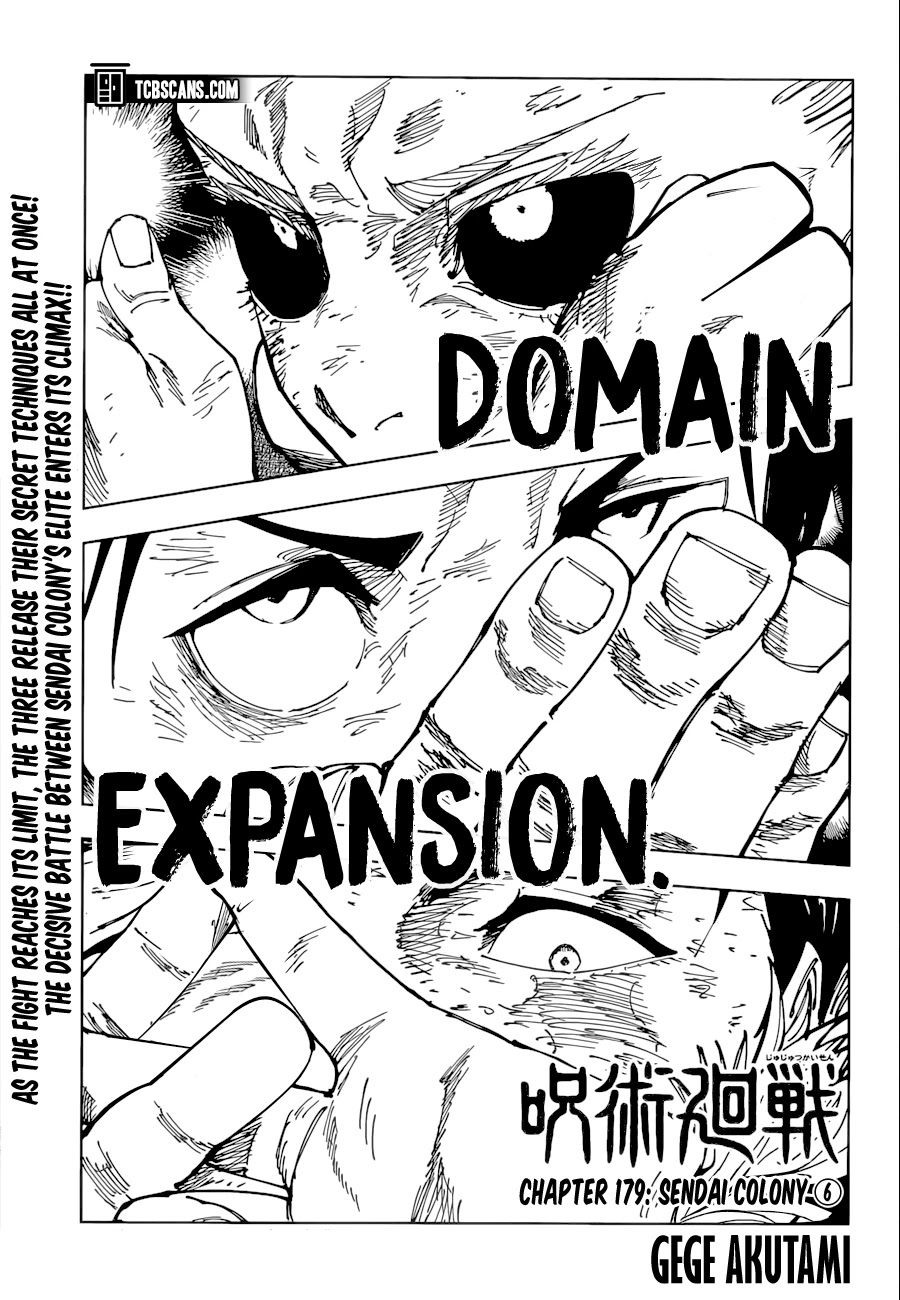 TCBSCANS.COM
AS THE FIGHT REACHES ITS LIMIT, THE THREE RELEASE THEIR SECRET TECHNIQUES ALL AT ONCE!
THE DECISIVE BATTLE BETWEEN SENDAI COLONY'S ELITE ENTERS ITS CLIMAX!!
DOMAIN
EXPANSION.
じゅじゅつかいせん
呪術廻戦
CHAPTER 179: SENDAI COLONY 6
GEGE AKUTAMI